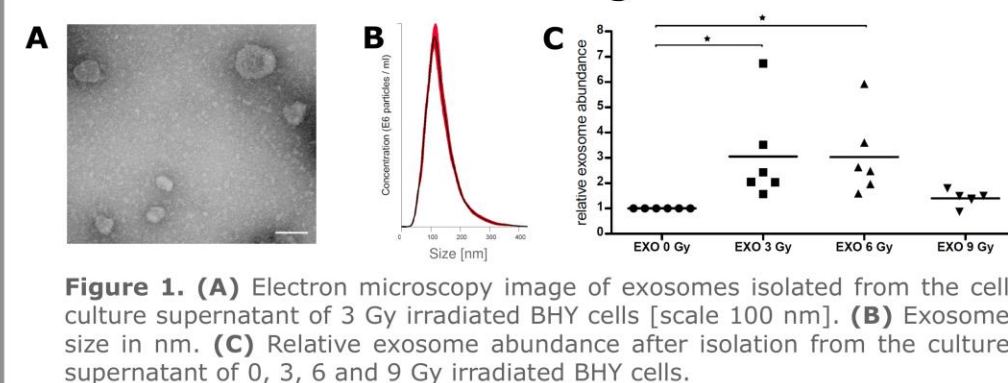 A
B
C
Concentration (E6 particles / ml)
0 100 200 300 400
Size [nm]
relative exosome abundance
8
7
6
5
4
3
2
1
0
★
★
EXO 0 Gy EXO 3 Gy EXO 6 Gy EXO 9 Gy
Figure 1. (A) Electron microscopy image of exosomes isolated from the cell
culture supernatant of 3 Gy irradiated BHY cells [scale 100 nm]. (B) Exosome
size in nm. (C) Relative exosome abundance after isolation from the culture
supernatant of 0, 3, 6 and 9 Gy irradiated BHY cells.